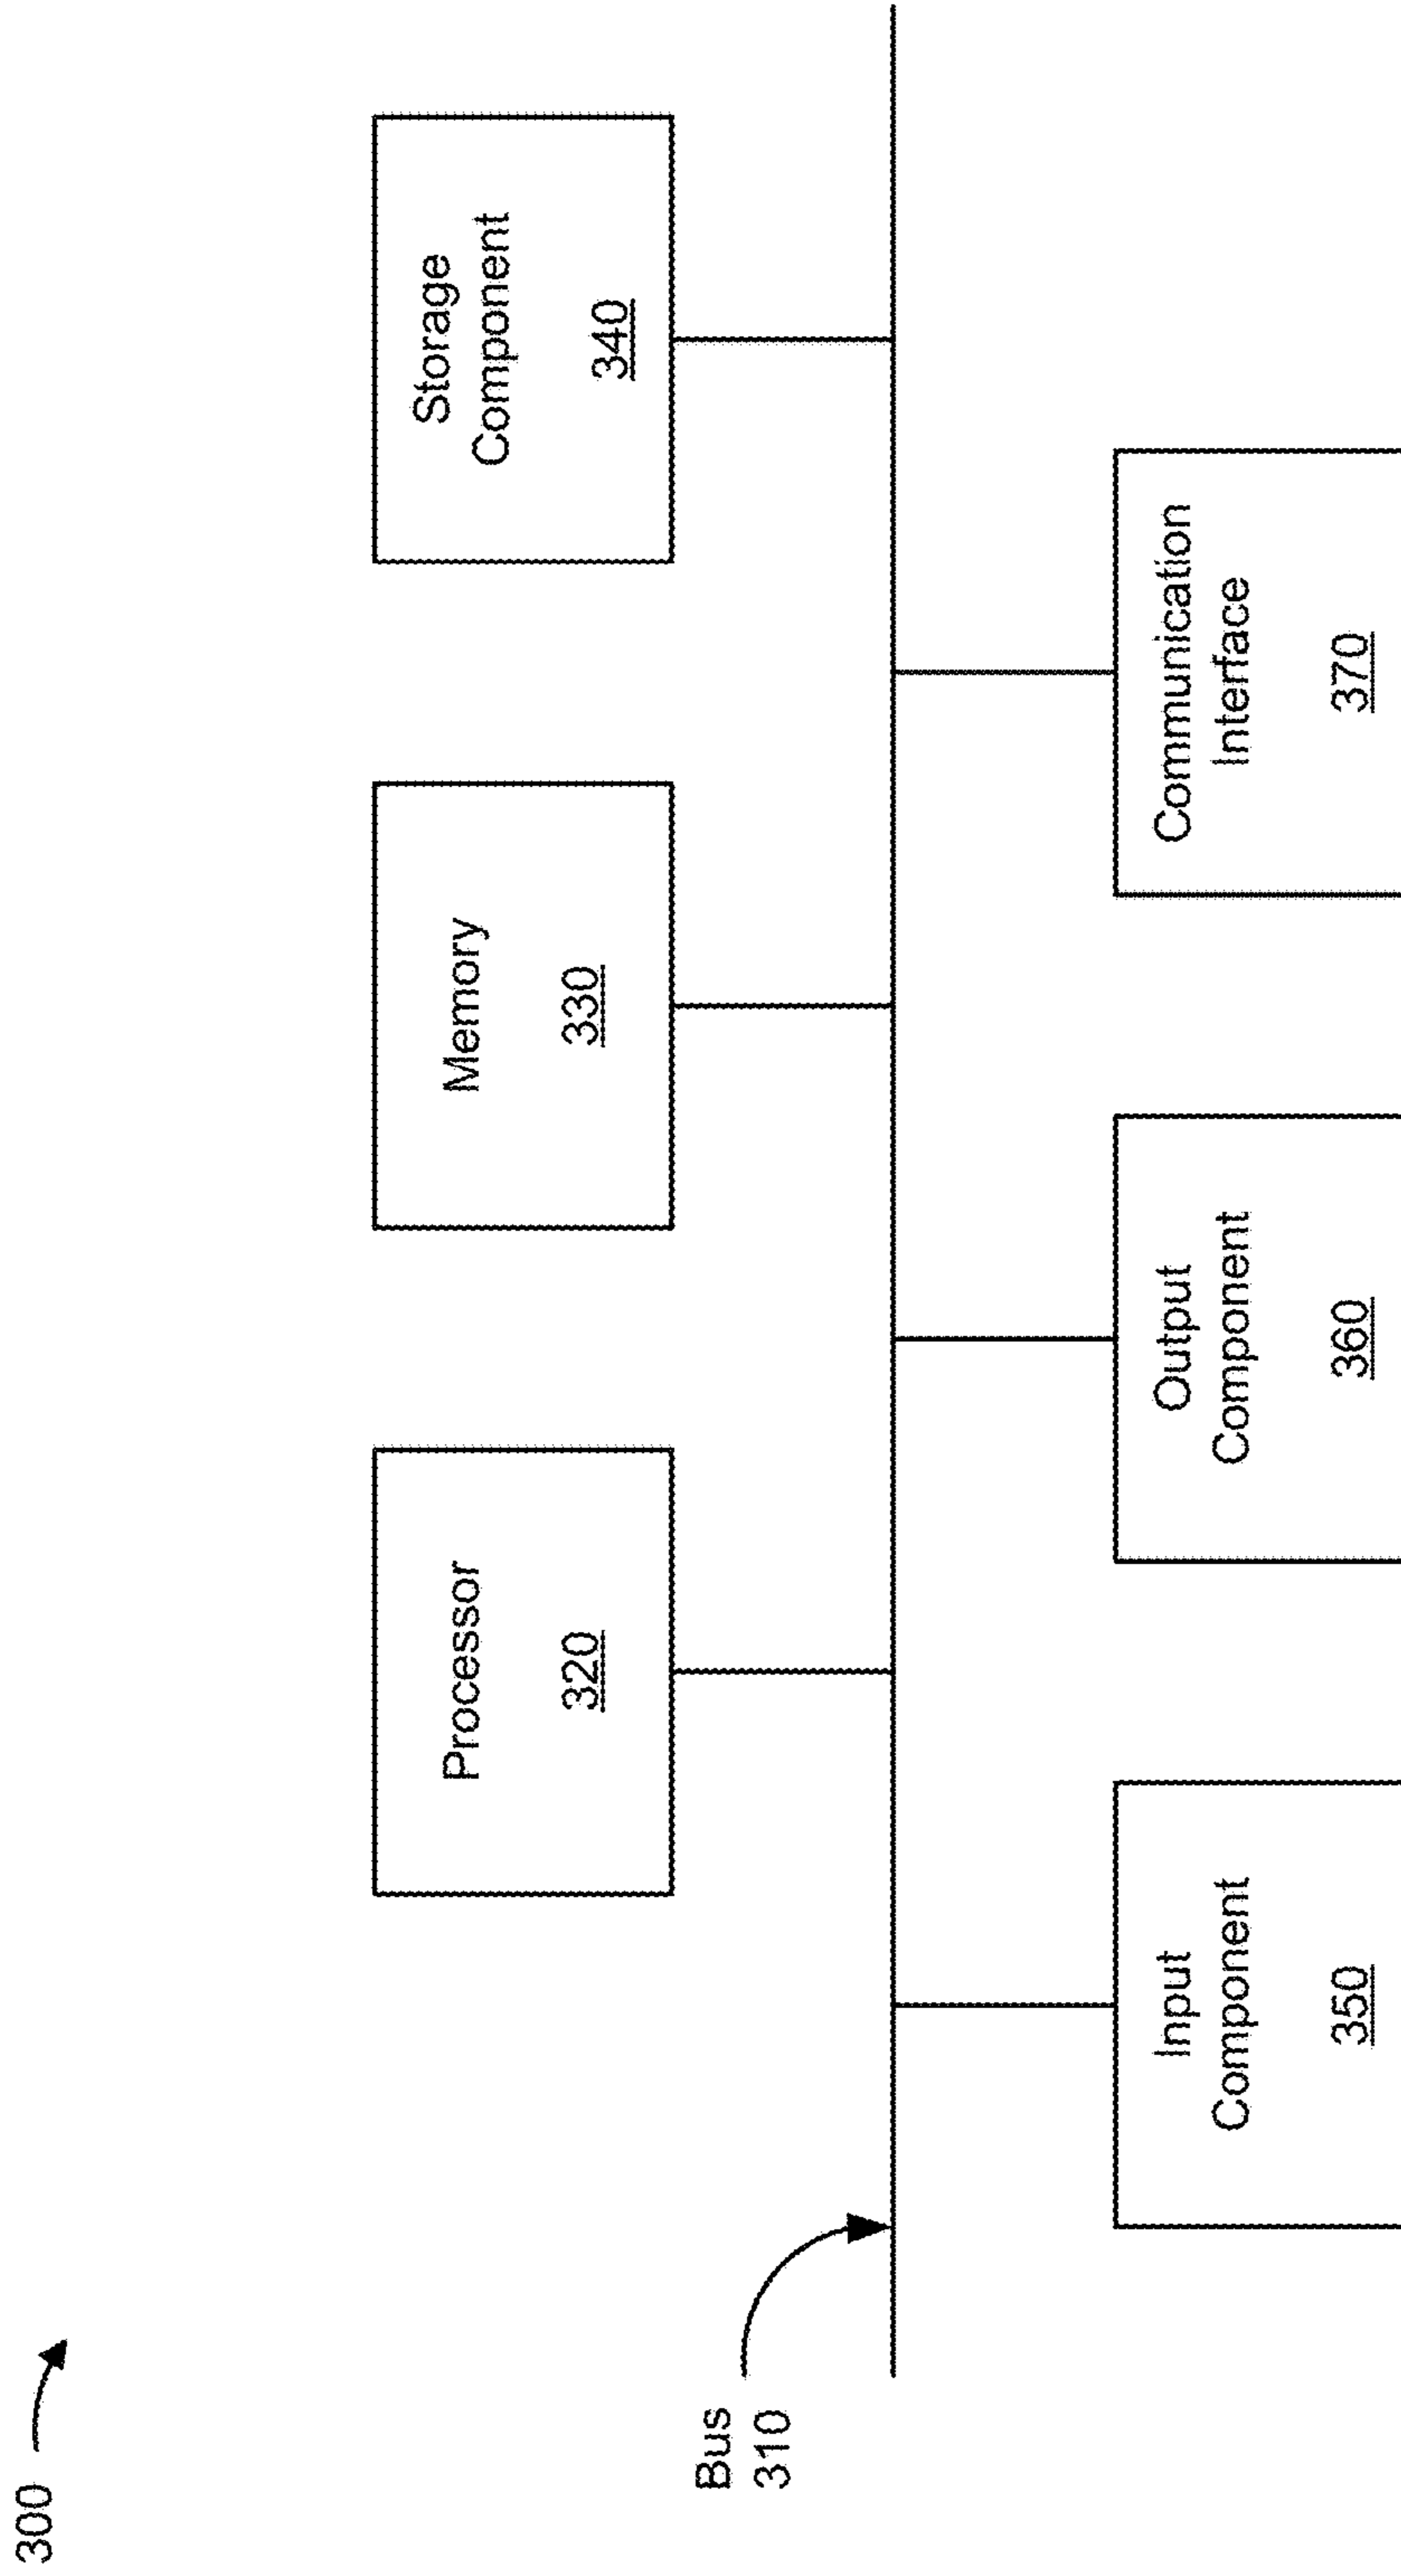 300
Processor
320
Memory
330
Storage
Component
340
Bus
310
Input
Component
350
Output
Component
360
Communication
Interface
370